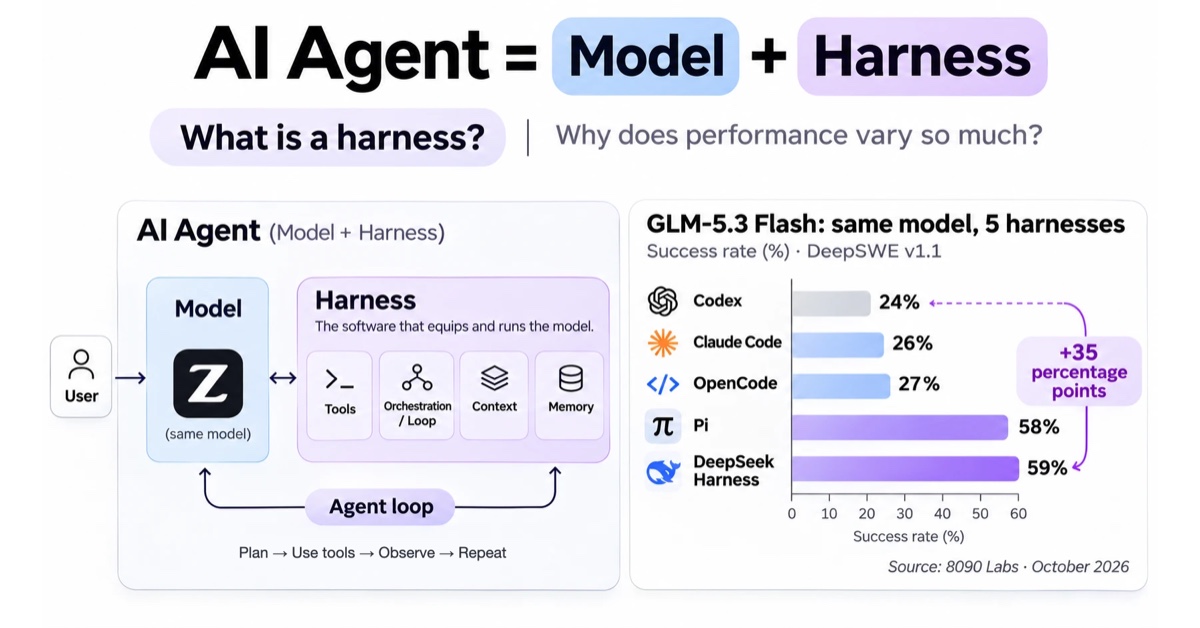 AI Agent = Model + Harness
What is a harness? | Why does performance vary so much?
AI Agent (Model + Harness)
User
Model
Z
(same model)
Harness
The software that equips and runs the model.
>_
Tools
Orchestration
/ Loop
Context
Memory
Agent loop
Plan → Use tools → Observe → Repeat
GLM-5.3 Flash: same model, 5 harnesses
Success rate (%) · DeepSWE v1.1
Codex 24%
Claude Code 26%
</> OpenCode 27%
π Pi 58%
DeepSeek
Harness 59%
+35
percentage
points
0 10 20 30 40 50 60
Success rate (%)
Source: 8090 Labs · October 2026